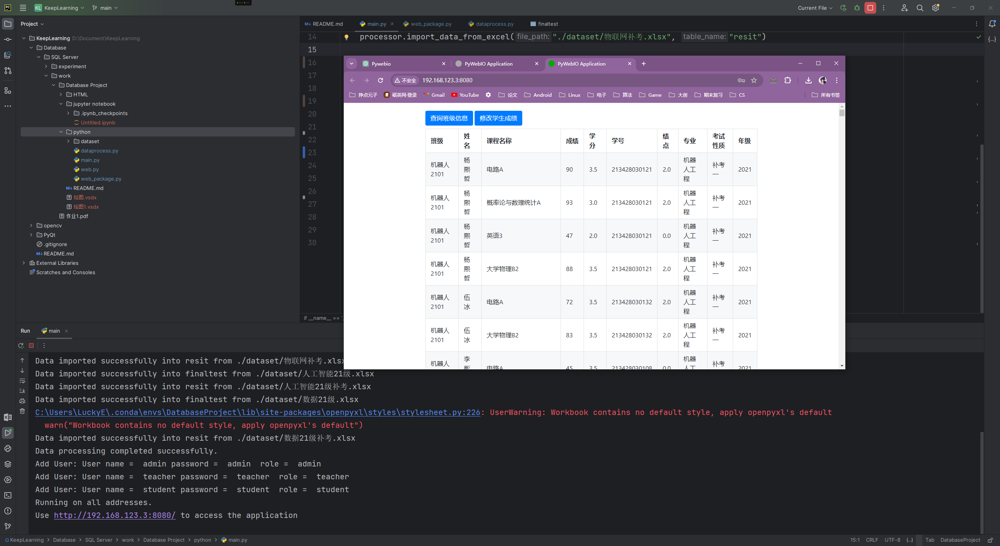 KL KeepLearning main
Current File
Project
KeepLearning D:\Document\KeepLearning
Database
SQL Server
experiment
work
Database Project
HTML
jupyter notebook
.ipynb_checkpoints
Untitled.ipynb
python
dataset
dataprocess.py
main.py
web.py
web_package.py
README.md
绘图.vsdx
绘图1.vsdx
作业1.pdf
opencv
PyQt
.gitignore
README.md
External Libraries
Scratches and Consoles
README.md main.py web_package.py dataprocess.py finaltest
14 processor.import_data_from_excel( file_path: "./dataset/物联网补考.xlsx", table_name: "resit")
15
16
17
18
19
20
21
22
23
24
25
26
27
28
29
30
if __name__ == '_
Pywebio PyWebIO Application PyWebIO Application
不安全 192.168.123.3:8080
挣点元子 砺英网-登录 Gmail YouTube 论文 Android Linux 电子 算法 Game 大创 期末复习 CS 所有书签
查询班级信息 修改学生成绩
班级 姓名 课程名称 成绩 学分 学号 绩点 专业 考试性质 年级
机器人2101 杨熙哲 电路A 90 3.5 213428030121 2.0 机器人工程 补考一 2021
机器人2101 杨熙哲 概率论与数理统计A 93 3.0 213428030121 2.0 机器人工程 补考一 2021
机器人2101 杨熙哲 英语3 47 2.0 213428030121 0.0 机器人工程 补考一 2021
机器人2101 杨熙哲 大学物理B2 88 3.5 213428030121 2.0 机器人工程 补考一 2021
机器人2101 伍冰 电路A 72 3.5 213428030132 2.0 机器人工程 补考一 2021
机器人2101 伍冰 大学物理B2 83 3.5 213428030132 2.0 机器人工程 补考一 2021
机器人 李彬 电路A 45 3.5 213428030108 0.0 机器人工 补考 2021
Run main
Data imported successfully into resit from ./dataset/物联网补考.xlsx
Data imported successfully into finaltest from ./dataset/人工智能21级.xlsx
Data imported successfully into resit from ./dataset/人工智能21级补考.xlsx
Data imported successfully into finaltest from ./dataset/数据21级.xlsx
C:\Users\LuckyE\.conda\envs\DatabaseProject\lib\site-packages\openpyxl\styles\stylesheet.py:226: UserWarning: Workbook contains no default style, apply openpyxl's default
warn("Workbook contains no default style, apply openpyxl's default")
Data imported successfully into resit from ./dataset/数据21级补考.xlsx
Data processing completed successfully.
Add User: User name =  admin password =  admin  role =  admin
Add User: User name =  teacher password =  teacher  role =  teacher
Add User: User name =  student password =  student  role =  student
Running on all addresses.
Use http://192.168.123.3:8080/ to access the application
KeepLearning > Database > SQL Server > work > Database Project > python > main.py
15:1 CRLF UTF-8 {..} Tab DatabaseProject